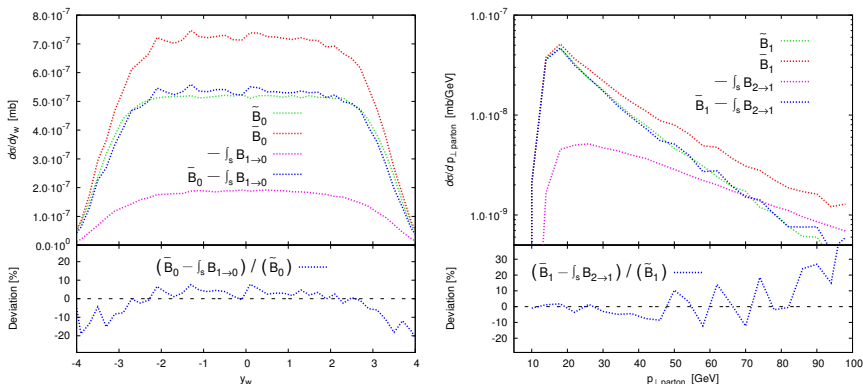 8.0·10⁻⁷
7.0·10⁻⁷
6.0·10⁻⁷
5.0·10⁻⁷
4.0·10⁻⁷
3.0·10⁻⁷
2.0·10⁻⁷
1.0·10⁻⁷
0.0·10⁰
dσ/dy_w [mb]
B̃₀
B̄₀
— ∫ₛ B₁→₀
B̄₀ — ∫ₛ B₁→₀
20
10
0
-10
-20
Deviation [%]
(B̄₀ — ∫ₛ B₁→₀) / (B̃₀)
-4 -3 -2 -1 0 1 2 3 4
y_w
1.0·10⁻⁷
1.0·10⁻⁸
1.0·10⁻⁹
dσ/d p_⊥ parton [mb/GeV]
B̃₁
B̄₁
— ∫ₛ B₂→₁
B̄₁ — ∫ₛ B₂→₁
30
20
10
0
-10
-20
Deviation [%]
(B̄₁ — ∫ₛ B₂→₁) / (B̃₁)
10 20 30 40 50 60 70 80 90 100
p_⊥ parton [GeV]